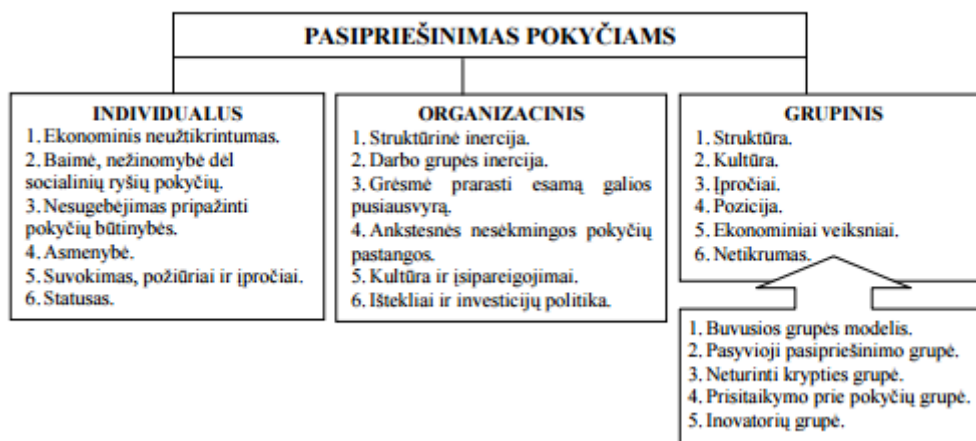 PASIPRIEŠINIMAS POKYČIAMS
INDIVIDUALUS
1. Ekonominis neužtikrintumas.
2. Baimė, nežinomybė dėl
socialinių ryšių pokyčių.
3. Nesugebėjimas pripažinti
pokyčių būtinybės.
4. Asmenybė.
5. Suvokimas, požiūriai ir įpročiai.
6. Statusas.
ORGANIZACINIS
1. Struktūrinė inercija.
2. Darbo grupės inercija.
3. Grėsmė prarasti esamą galios
pusiausvyrą.
4. Ankstesnės nesėkmingos pokyčių
pastangos.
5. Kultūra ir įsipareigojimai.
6. Ištekliai ir investicijų politika.
GRUPINIS
1. Struktūra.
2. Kultūra.
3. Įpročiai.
4. Pozicija.
5. Ekonominiai veiksniai.
6. Netikrumas.
1. Buvusios grupės modelis.
2. Pasyvioji pasipriešinimo grupė.
3. Neturinti krypties grupė.
4. Prisitaikymo prie pokyčių grupė.
5. Inovatorių grupė.